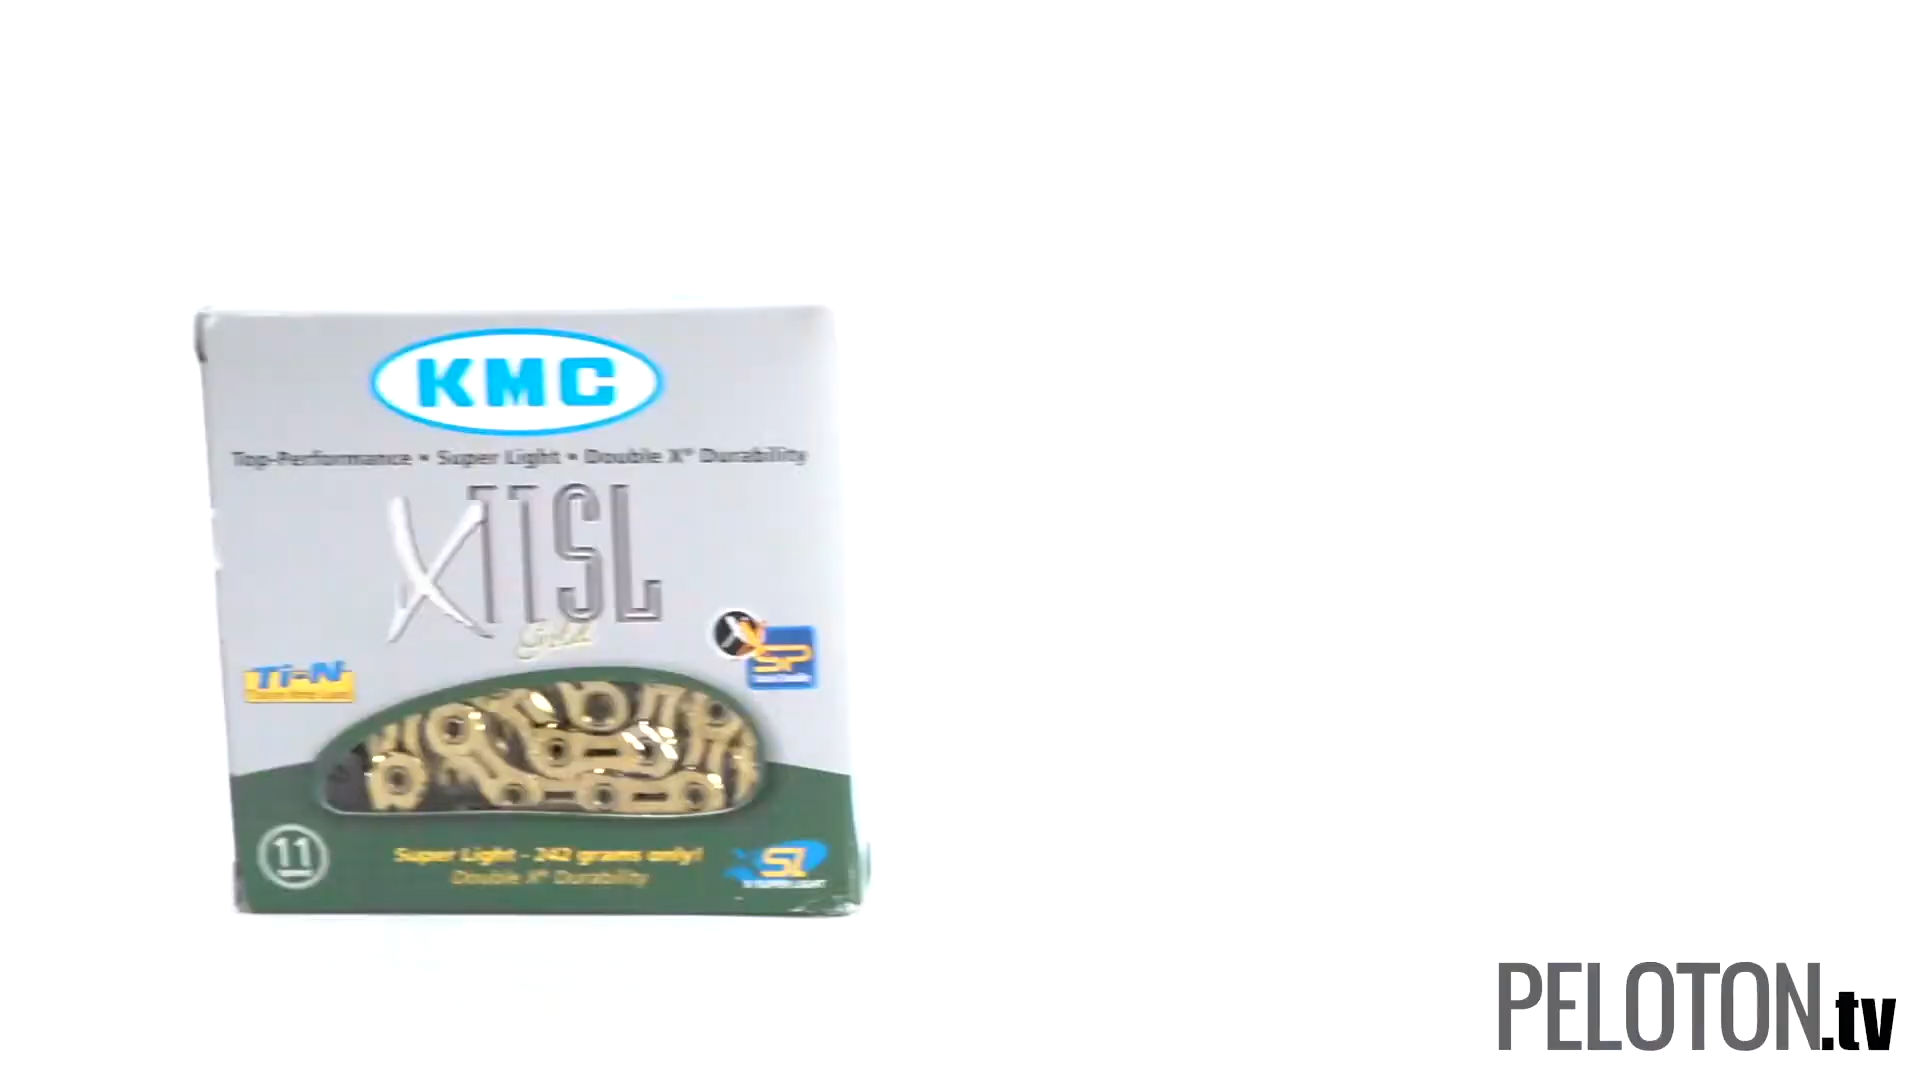 KMC
Top-Performance • Super Light • Double X® Durability
X11SL
Gold
Ti-N
SP
11
Super Light - 242 grams only!
Double X® Durability
SL
PELOTON.tv